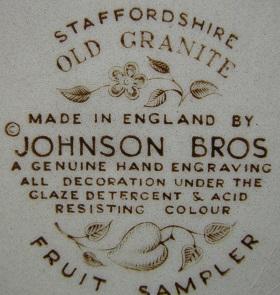 STAFFORDSHIRE
OLD GRANITE
MADE IN ENGLAND BY
© JOHNSON BROS
A GENUINE HAND ENGRAVING
ALL DECORATION UNDER THE
GLAZE DETERGENT & ACID
RESISTING COLOUR
FRUIT SAMPLER